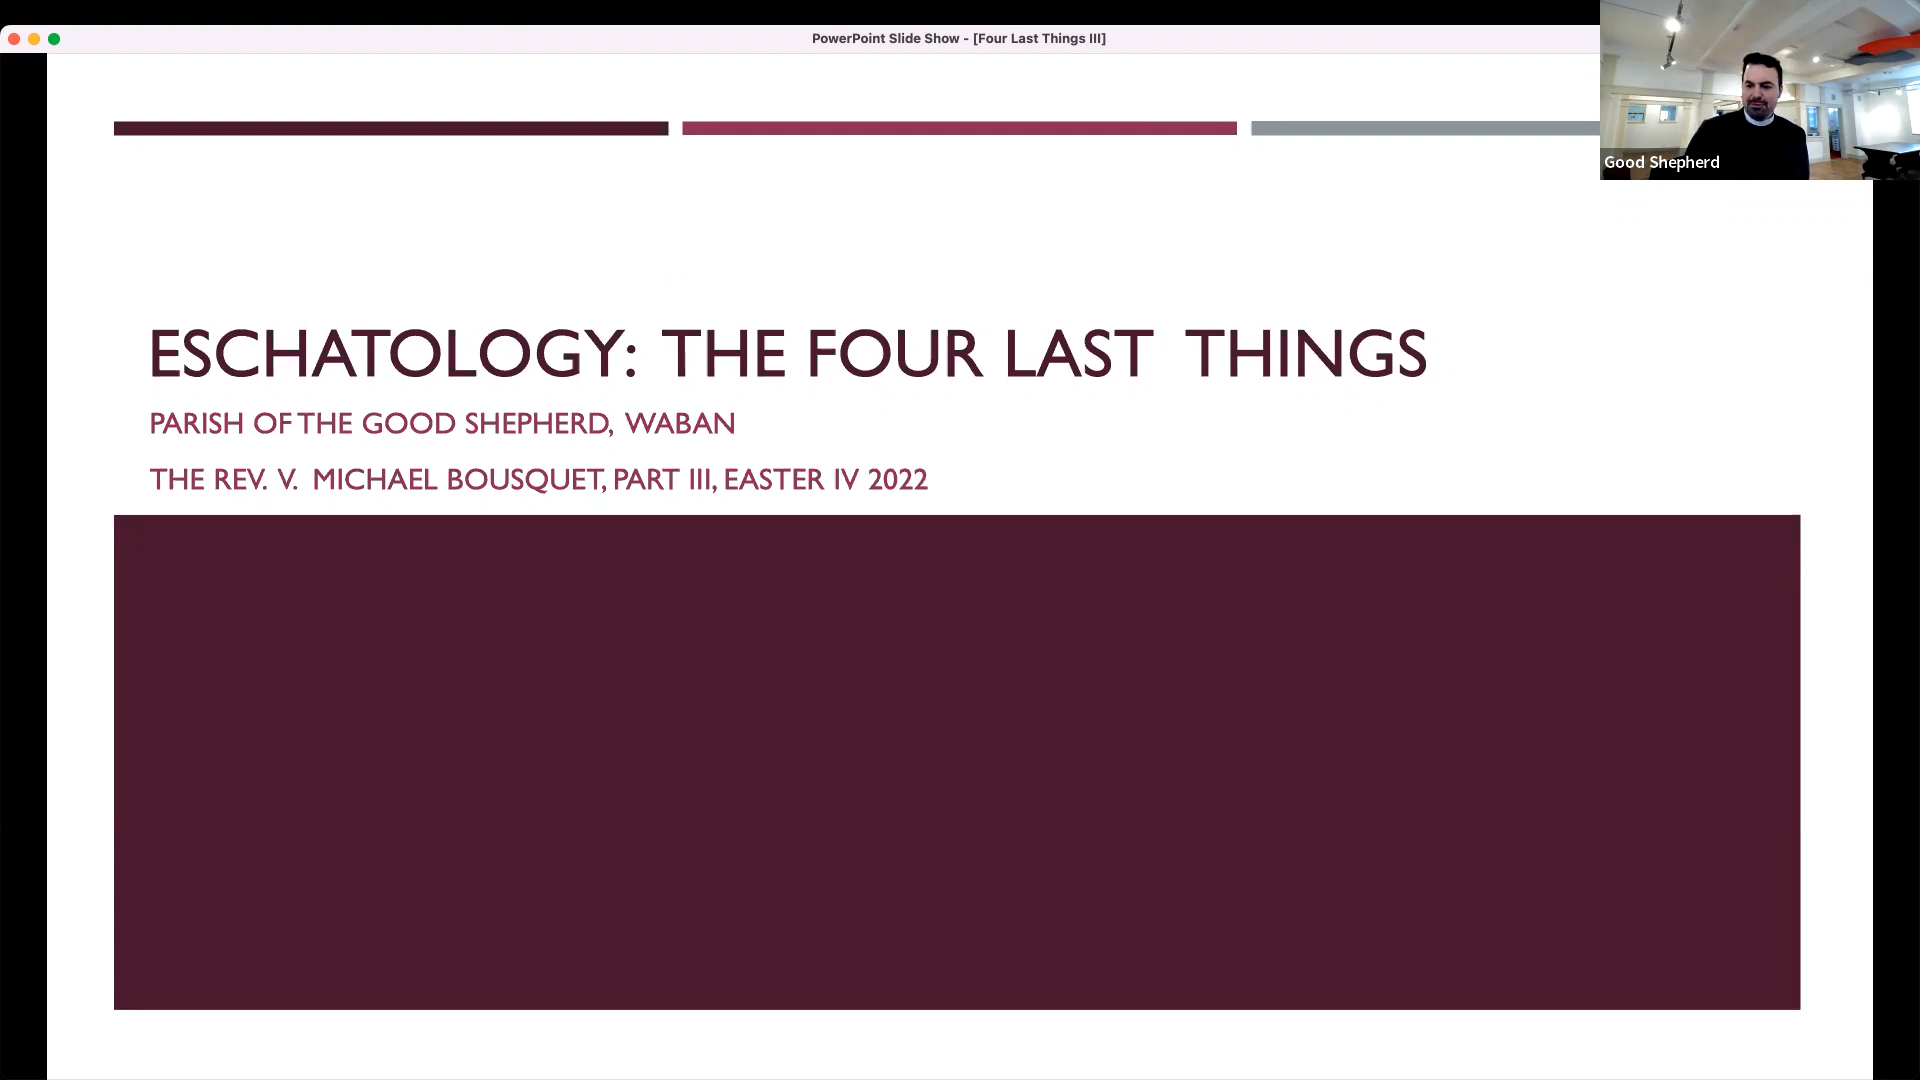 PowerPoint Slide Show - [Four Last Things III]
Good Shepherd
ESCHATOLOGY: THE FOUR LAST THINGS
PARISH OF THE GOOD SHEPHERD, WABAN
THE REV. V. MICHAEL BOUSQUET, PART III, EASTER IV 2022